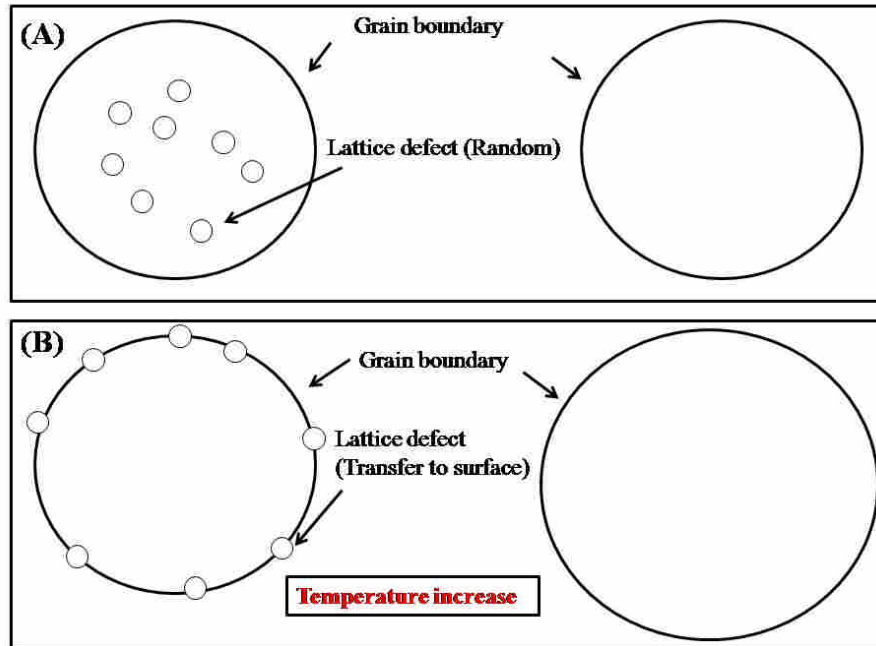 (A)
Grain boundary
Lattice defect (Random)
(B)
Grain boundary
Lattice defect
(Transfer to surface)
Temperature increase